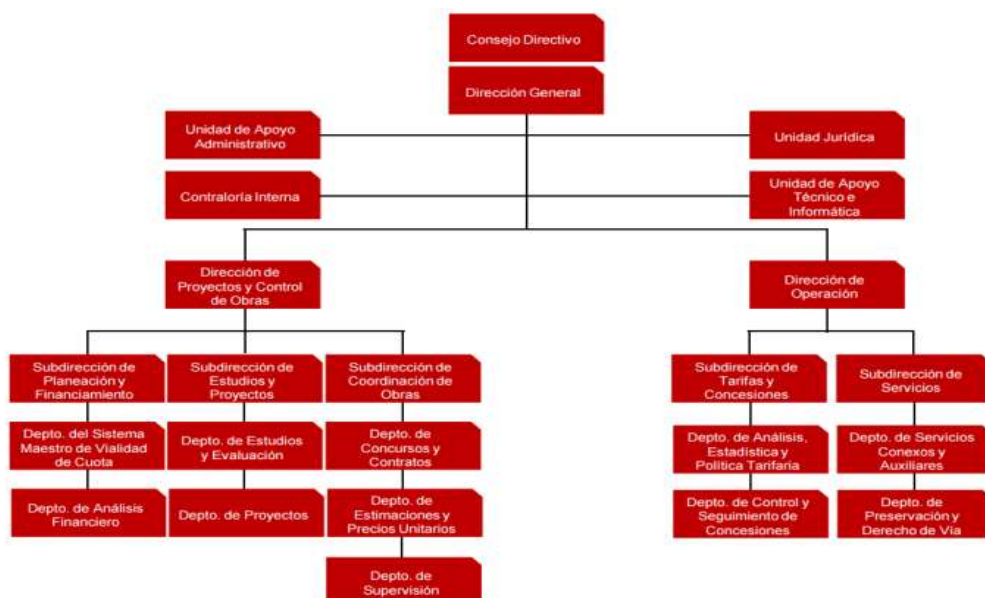 Consejo Directivo
Dirección General
Unidad de Apoyo
Administrativo
Unidad Jurídica
Contraloría Interna
Unidad de Apoyo
Técnico e
Informática
Dirección de
Proyectos y Control
de Obras
Dirección de
Operación
Subdirección de
Planeación y
Financiamiento
Subdirección de
Estudios y
Proyectos
Subdirección de
Coordinación de
Obras
Subdirección de
Tarifas y
Concesiones
Subdirección de
Servicios
Depto. del Sistema
Maestro de Vialidad
de Cuota
Depto. de Estudios
y Evaluación
Depto. de
Concursos y
Contratos
Depto. de Análisis,
Estadística y
Política Tarifaria
Depto. de Servicios
Conexos y
Auxiliares
Depto. de Análisis
Financiero
Depto. de Proyectos
Depto. de
Estimaciones y
Precios Unitarios
Depto. de Control y
Seguimiento de
Concesiones
Depto. de
Preservación y
Derecho de Vía
Depto. de
Supervisión